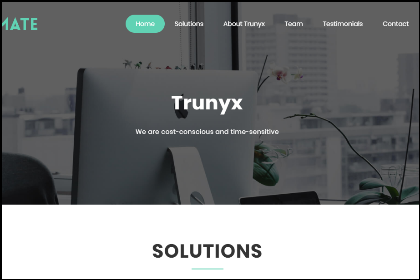 MATE
Home Solutions About Trunyx Team Testimonials Contact
Trunyx
We are cost-conscious and time-sensitive
SOLUTIONS